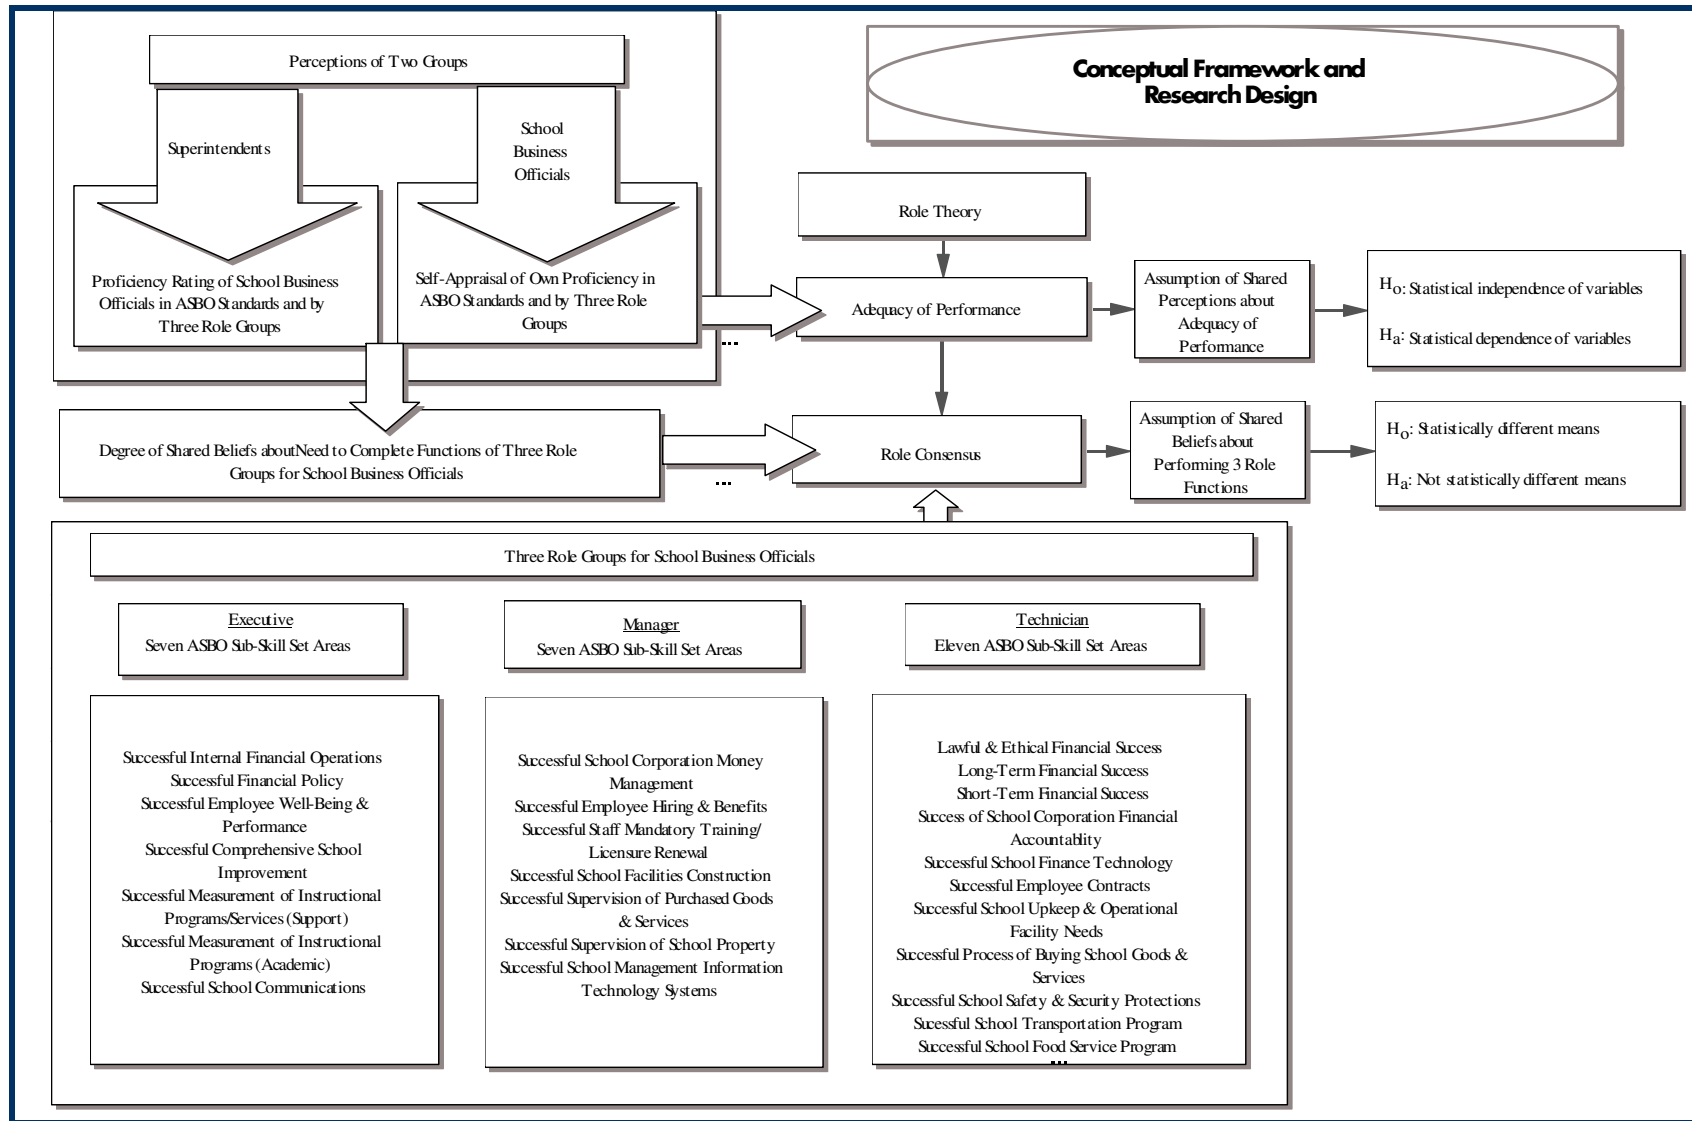 Perceptions of Two Groups
Conceptual Framework and
Research Design
Superintendents
School
Business
Officials
Proficiency Rating of School Business
Officials in ASBO Standards and by
Three Role Groups
Self-Appraisal of Own Proficiency in
ASBO Standards and by Three Role
Groups
...
Role Theory
Adequacy of Performance
Assumption of Shared
Perceptions about
Adequacy of
Performance
Ho: Statistical independence of variables
Ha: Statistical dependence of variables
Degree of Shared Beliefs aboutNeed to Complete Functions of Three Role
Groups for School Business Officials
...
Role Consensus
Assumption of Shared
Beliefs about
Performing 3 Role
Functions
Ho: Statistically different means
Ha: Not statistically different means
Three Role Groups for School Business Officials
Executive
Seven ASBO Sub-Skill Set Areas
Manager
Seven ASBO Sub-Skill Set Areas
Technician
Eleven ASBO Sub-Skill Set Areas
Successful Internal Financial Operations
Successful Financial Policy
Successful Employee Well-Being &
Performance
Successful Comprehensive School
Improvement
Successful Measurement of Instructional
Programs/Services (Support)
Successful Measurement of Instructional
Programs (Academic)
Successful School Communications
Successful School Corporation Money
Management
Successful Employee Hiring & Benefits
Successful Staff Mandatory Training/
Licensure Renewal
Successful School Facilities Construction
Successful Supervision of Purchased Goods
& Services
Successful Supervision of School Property
Successful School Management Information
Technology Systems
Lawful & Ethical Financial Success
Long-Term Financial Success
Short-Term Financial Success
Success of School Corporation Financial
Accountablity
Successful School Finance Technology
Successful Employee Contracts
Successful School Upkeep & Operational
Facility Needs
Successful Process of Buying School Goods &
Services
Successful School Safety & Security Protections
Sucessful School Transportation Program
Successful School Food Service Program
...